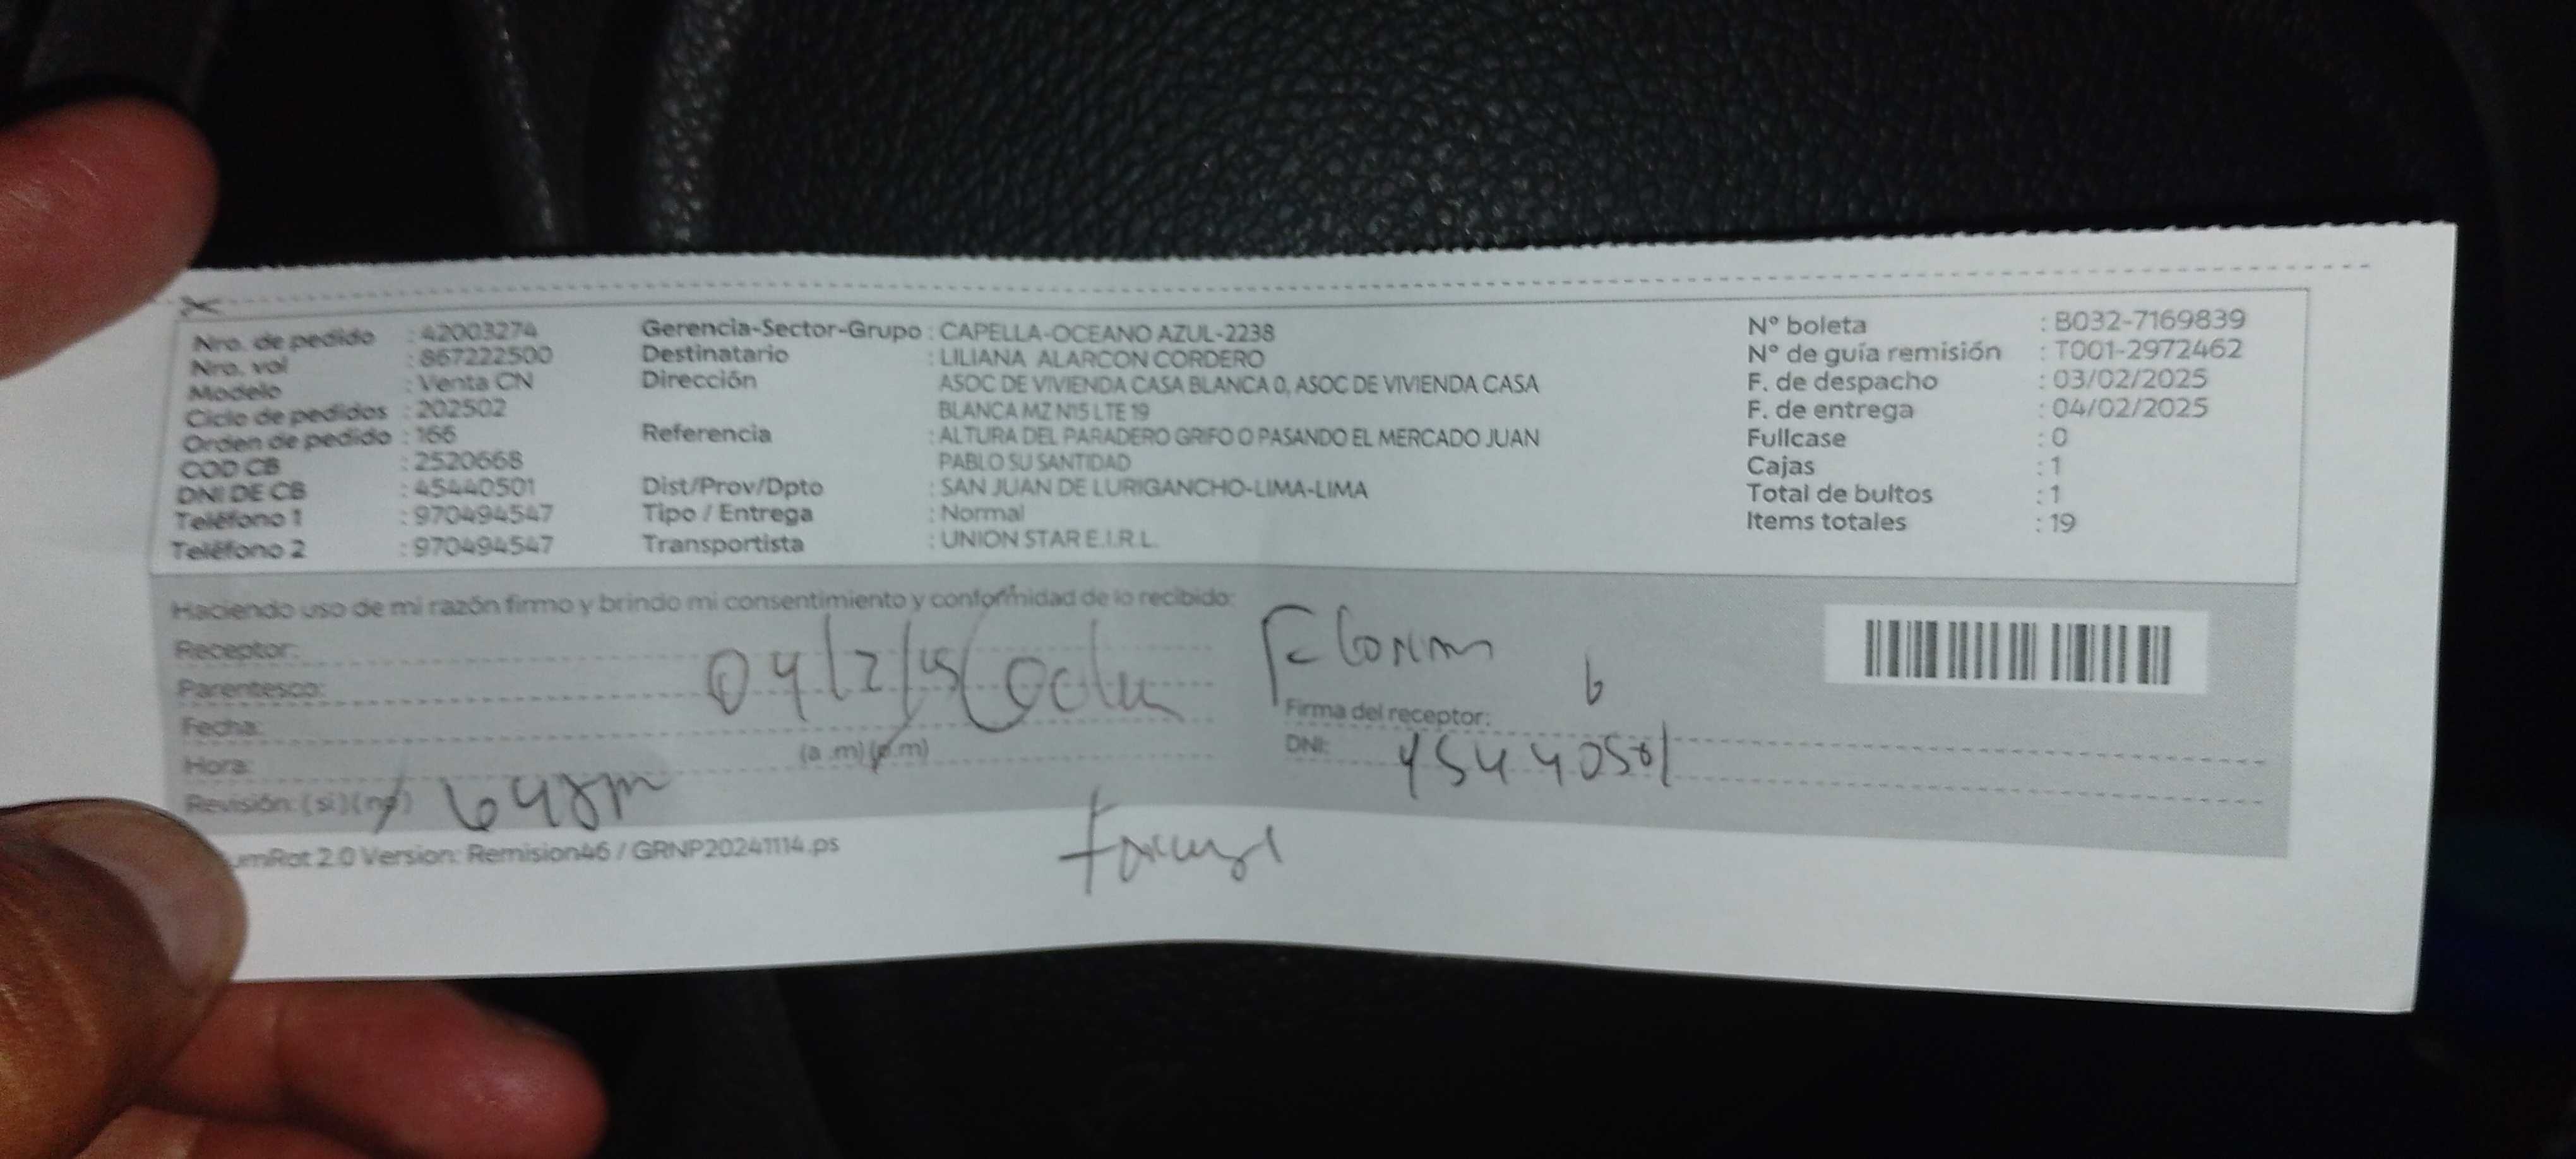 Nro. de pedido : 42003274
Nro. vol : 867222500
Modelo : Venta CN
Ciclo de pedidos : 202502
Orden de pedido : 166
COD CB : 2520668
DNI DE CB : 45440501
Teléfono 1 : 970494547
Teléfono 2 : 970494547
Gerencia-Sector-Grupo : CAPELLA-OCEANO AZUL-2238
Destinatario : LILIANA ALARCON CORDERO
Dirección ASOC DE VIVIENDA CASA BLANCA 0, ASOC DE VIVIENDA CASA
BLANCA MZ N15 LTE 19
Referencia : ALTURA DEL PARADERO GRIFO O PASANDO EL MERCADO JUAN
PABLO SU SANTIDAD
Dist/Prov/Dpto : SAN JUAN DE LURIGANCHO-LIMA-LIMA
Tipo / Entrega : Normal
Transportista : UNION STAR E.I.R.L.
N° boleta : B032-7169839
N° de guía remisión : T001-2972462
F. de despacho : 03/02/2025
F. de entrega : 04/02/2025
Fullcase : 0
Cajas : 1
Total de bultos : 1
Items totales : 19
Haciendo uso de mi razón firmo y brindo mi consentimiento y conformidad de lo recibido:
Receptor:
Parentesco:
04/2/
Fecha:
Hora: (a .m) (p.m)
Revisión: (si) (no)
Firma del receptor:
DNI: 45440501
umRot 2.0 Version: Remision46 / GRNP20241114.ps